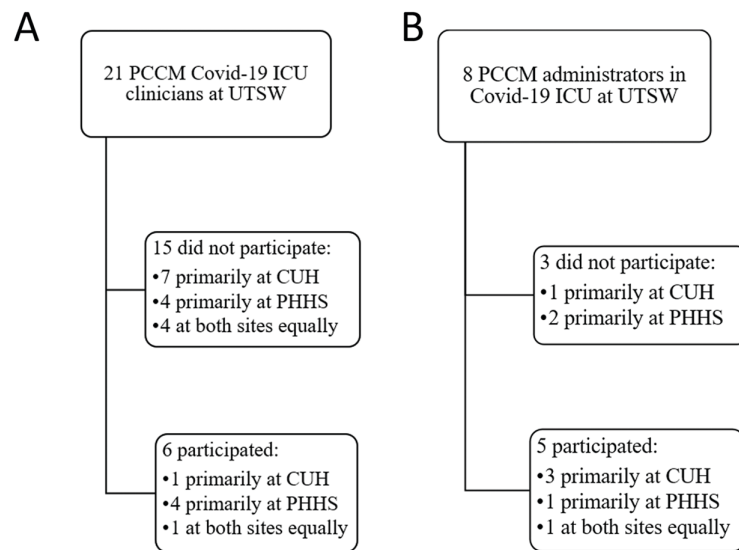 A
21 PCCM Covid-19 ICU
clinicians at UTSW
15 did not participate:
•7 primarily at CUH
•4 primarily at PHHS
•4 at both sites equally
6 participated:
•1 primarily at CUH
•4 primarily at PHHS
•1 at both sites equally
B
8 PCCM administrators in
Covid-19 ICU at UTSW
3 did not participate:
•1 primarily at CUH
•2 primarily at PHHS
5 participated:
•3 primarily at CUH
•1 primarily at PHHS
•1 at both sites equally